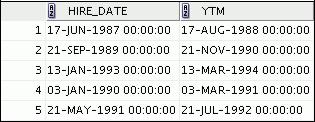 HIRE_DATE YTM
1 17-JUN-1987 00:00:00 17-AUG-1988 00:00:00
2 21-SEP-1989 00:00:00 21-NOV-1990 00:00:00
3 13-JAN-1993 00:00:00 13-MAR-1994 00:00:00
4 03-JAN-1990 00:00:00 03-MAR-1991 00:00:00
5 21-MAY-1991 00:00:00 21-JUL-1992 00:00:00